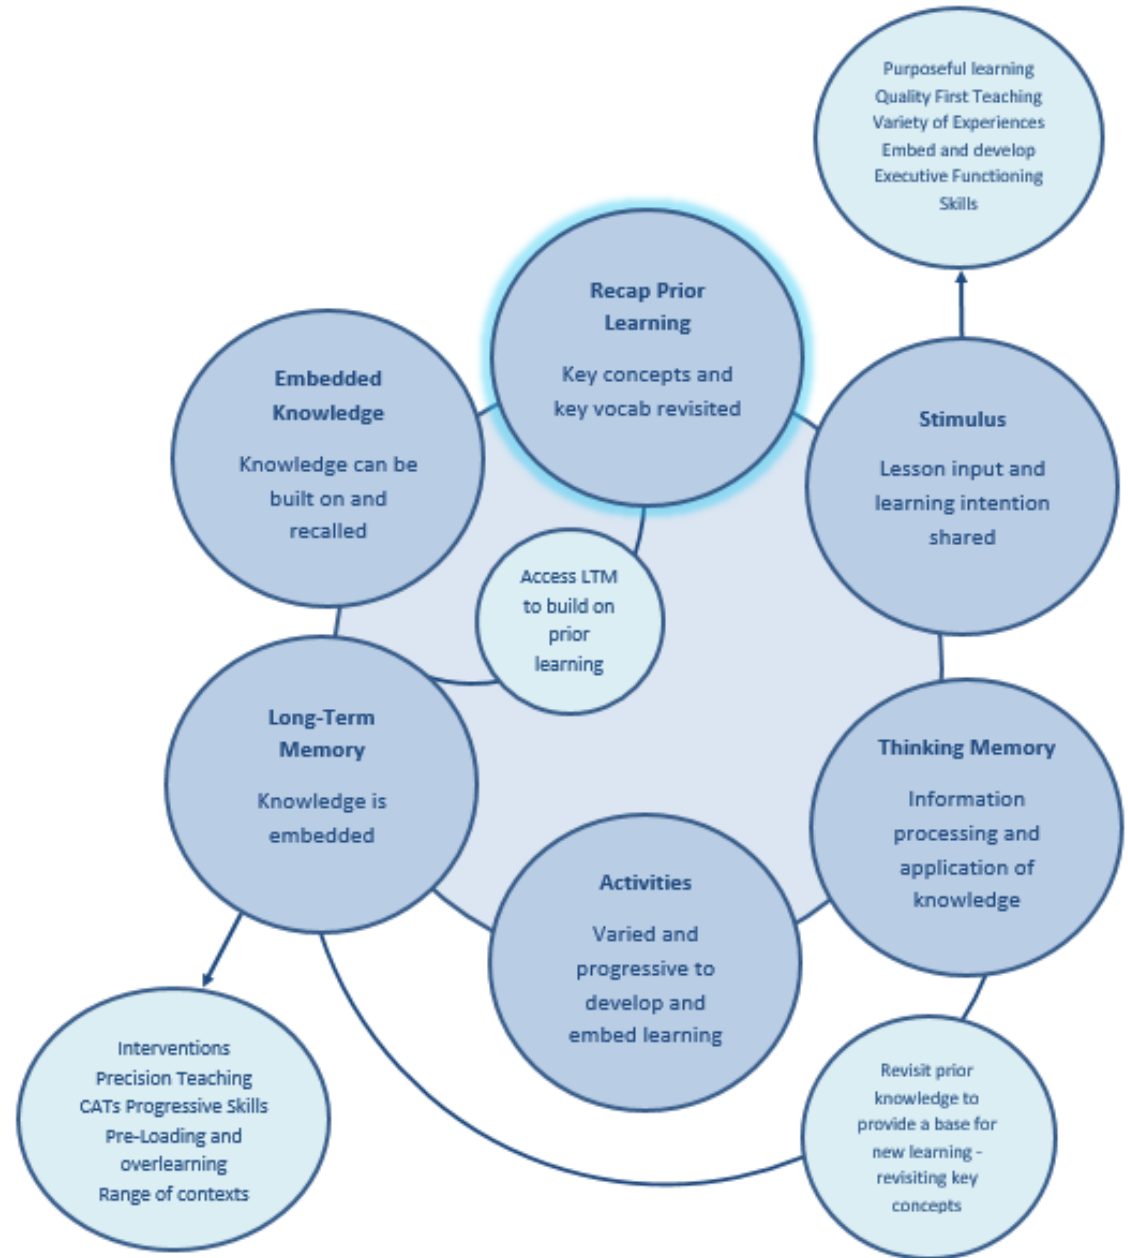 Purposeful learning
Quality First Teaching
Variety of Experiences
Embed and develop
Executive Functioning
Skills
Recap Prior
Learning
Key concepts and
key vocab revisited
Embedded
Knowledge
Knowledge can be
built on and
recalled
Stimulus
Lesson input and
learning intention
shared
Access LTM
to build on
prior
learning
Long-Term
Memory
Knowledge is
embedded
Thinking Memory
Information
processing and
application of
knowledge
Activities
Varied and
progressive to
develop and
embed learning
Interventions
Precision Teaching
CATs Progressive Skills
Pre-Loading and
overlearning
Range of contexts
Revisit prior
knowledge to
provide a base for
new learning -
revisiting key
concepts